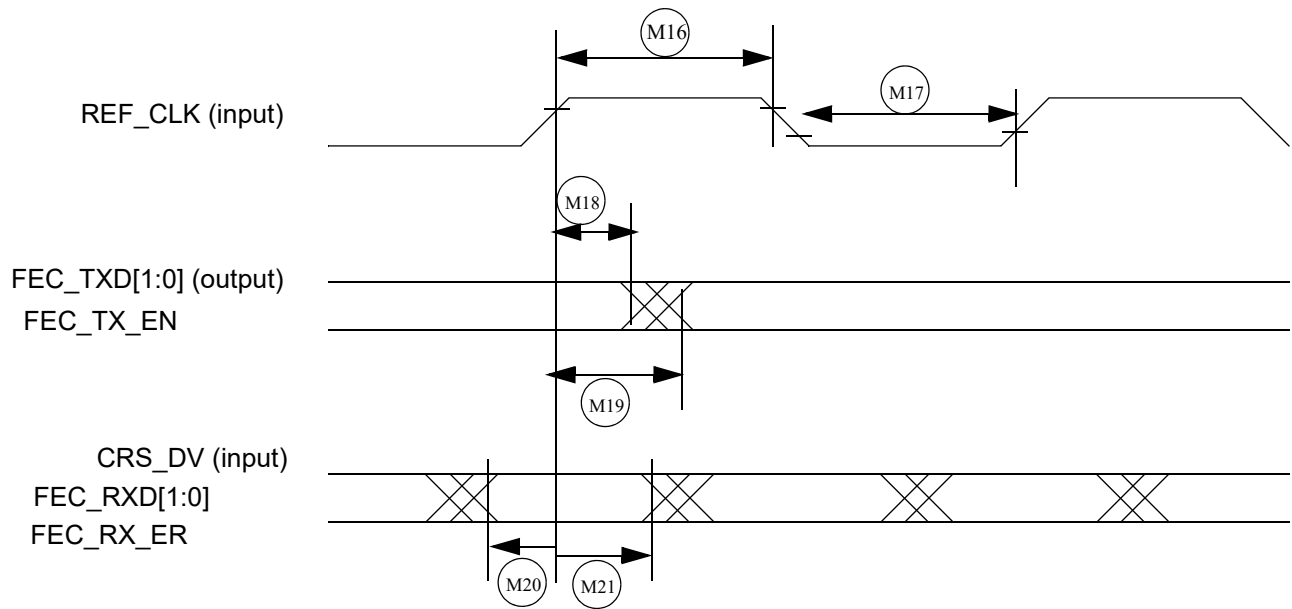 M16
REF_CLK (input)
M17
M18
FEC_TXD[1:0] (output)
FEC_TX_EN
M19
CRS_DV (input)
FEC_RXD[1:0]
FEC_RX_ER
M20
M21